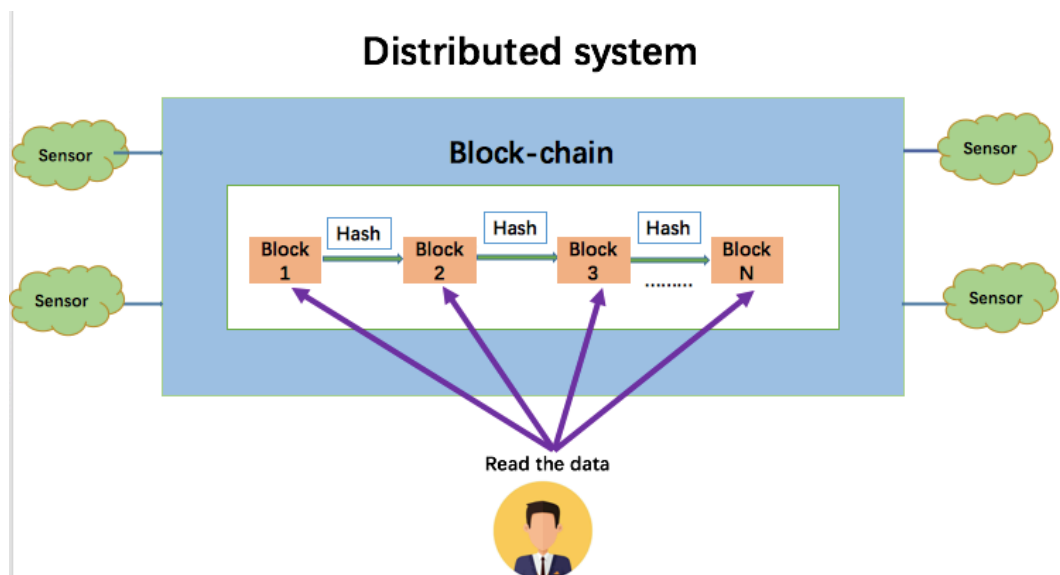 Distributed system
Sensor
Sensor
Block-chain
Hash
Hash
Hash
Block
1
Block
2
Block
3
Block
N
.........
Sensor
Sensor
Read the data